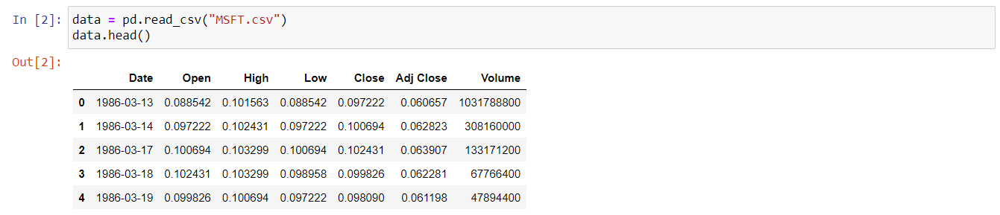 In [2]: data = pd.read_csv("MSFT.csv")
data.head()
Out[2]:
Date Open High Low Close Adj Close Volume
0 1986-03-13 0.088542 0.101563 0.088542 0.097222 0.060657 1031788800
1 1986-03-14 0.097222 0.102431 0.097222 0.100694 0.062823 308160000
2 1986-03-17 0.100694 0.103299 0.100694 0.102431 0.063907 133171200
3 1986-03-18 0.102431 0.103299 0.098958 0.099826 0.062281 67766400
4 1986-03-19 0.099826 0.100694 0.097222 0.098090 0.061198 47894400